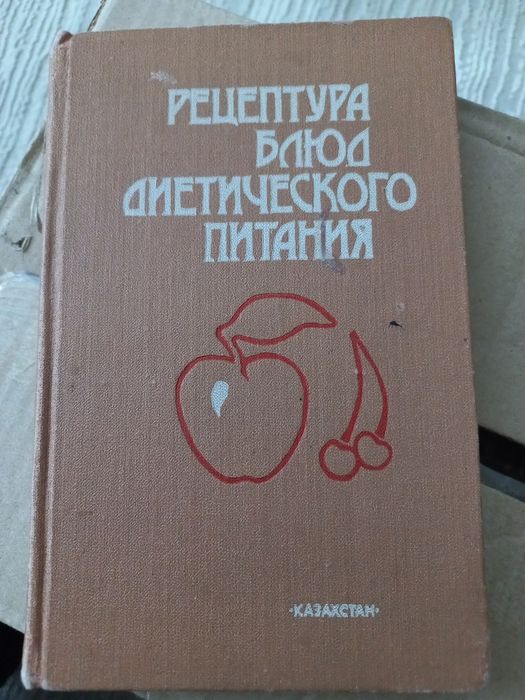 РЕЦЕПТУРА
БЛЮД
ДИЕТИЧЕСКОГО
ПИТАНИЯ
·КАЗАХСТАН·